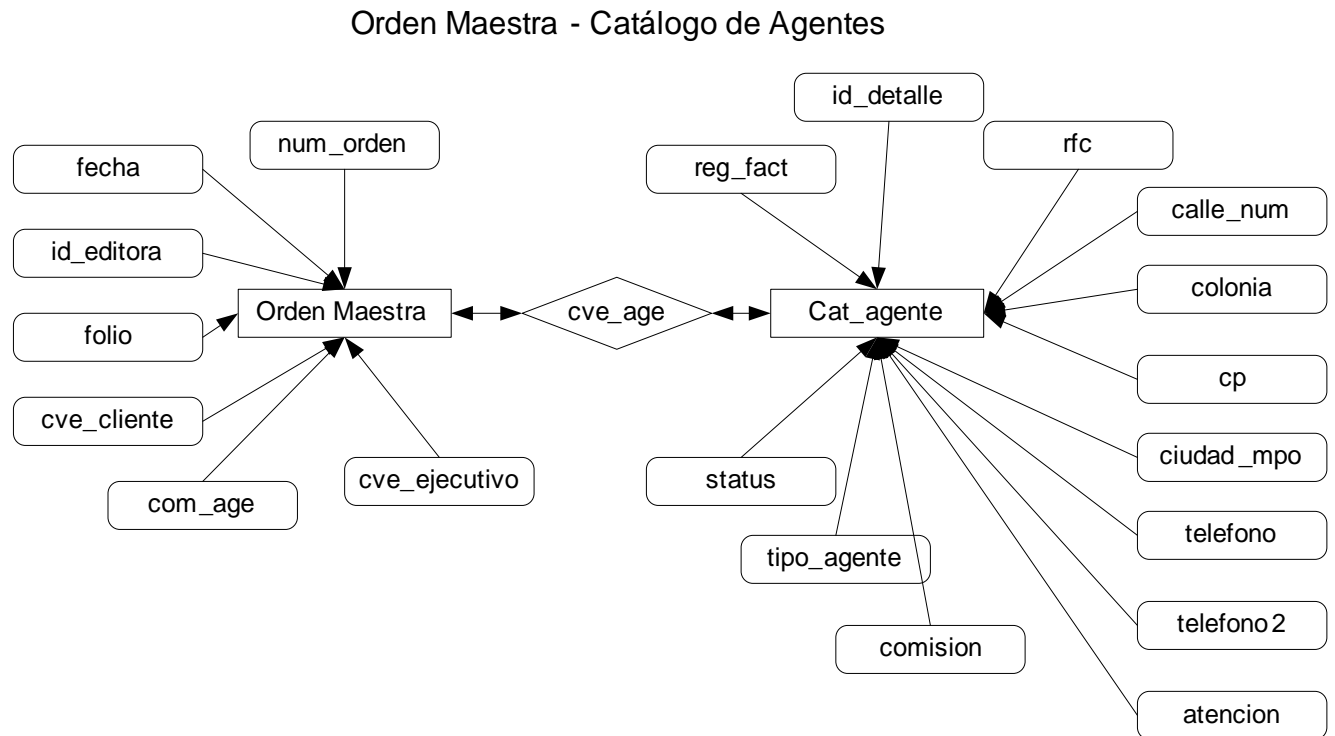 Orden Maestra - Catálogo de Agentes
id_detalle
num_orden
rfc
fecha
reg_fact
calle_num
id_editora
colonia
Orden Maestra
cve_age
Cat_agente
folio
cp
cve_cliente
ciudad_mpo
cve_ejecutivo
status
com_age
telefono
tipo_agente
telefono2
comision
atencion